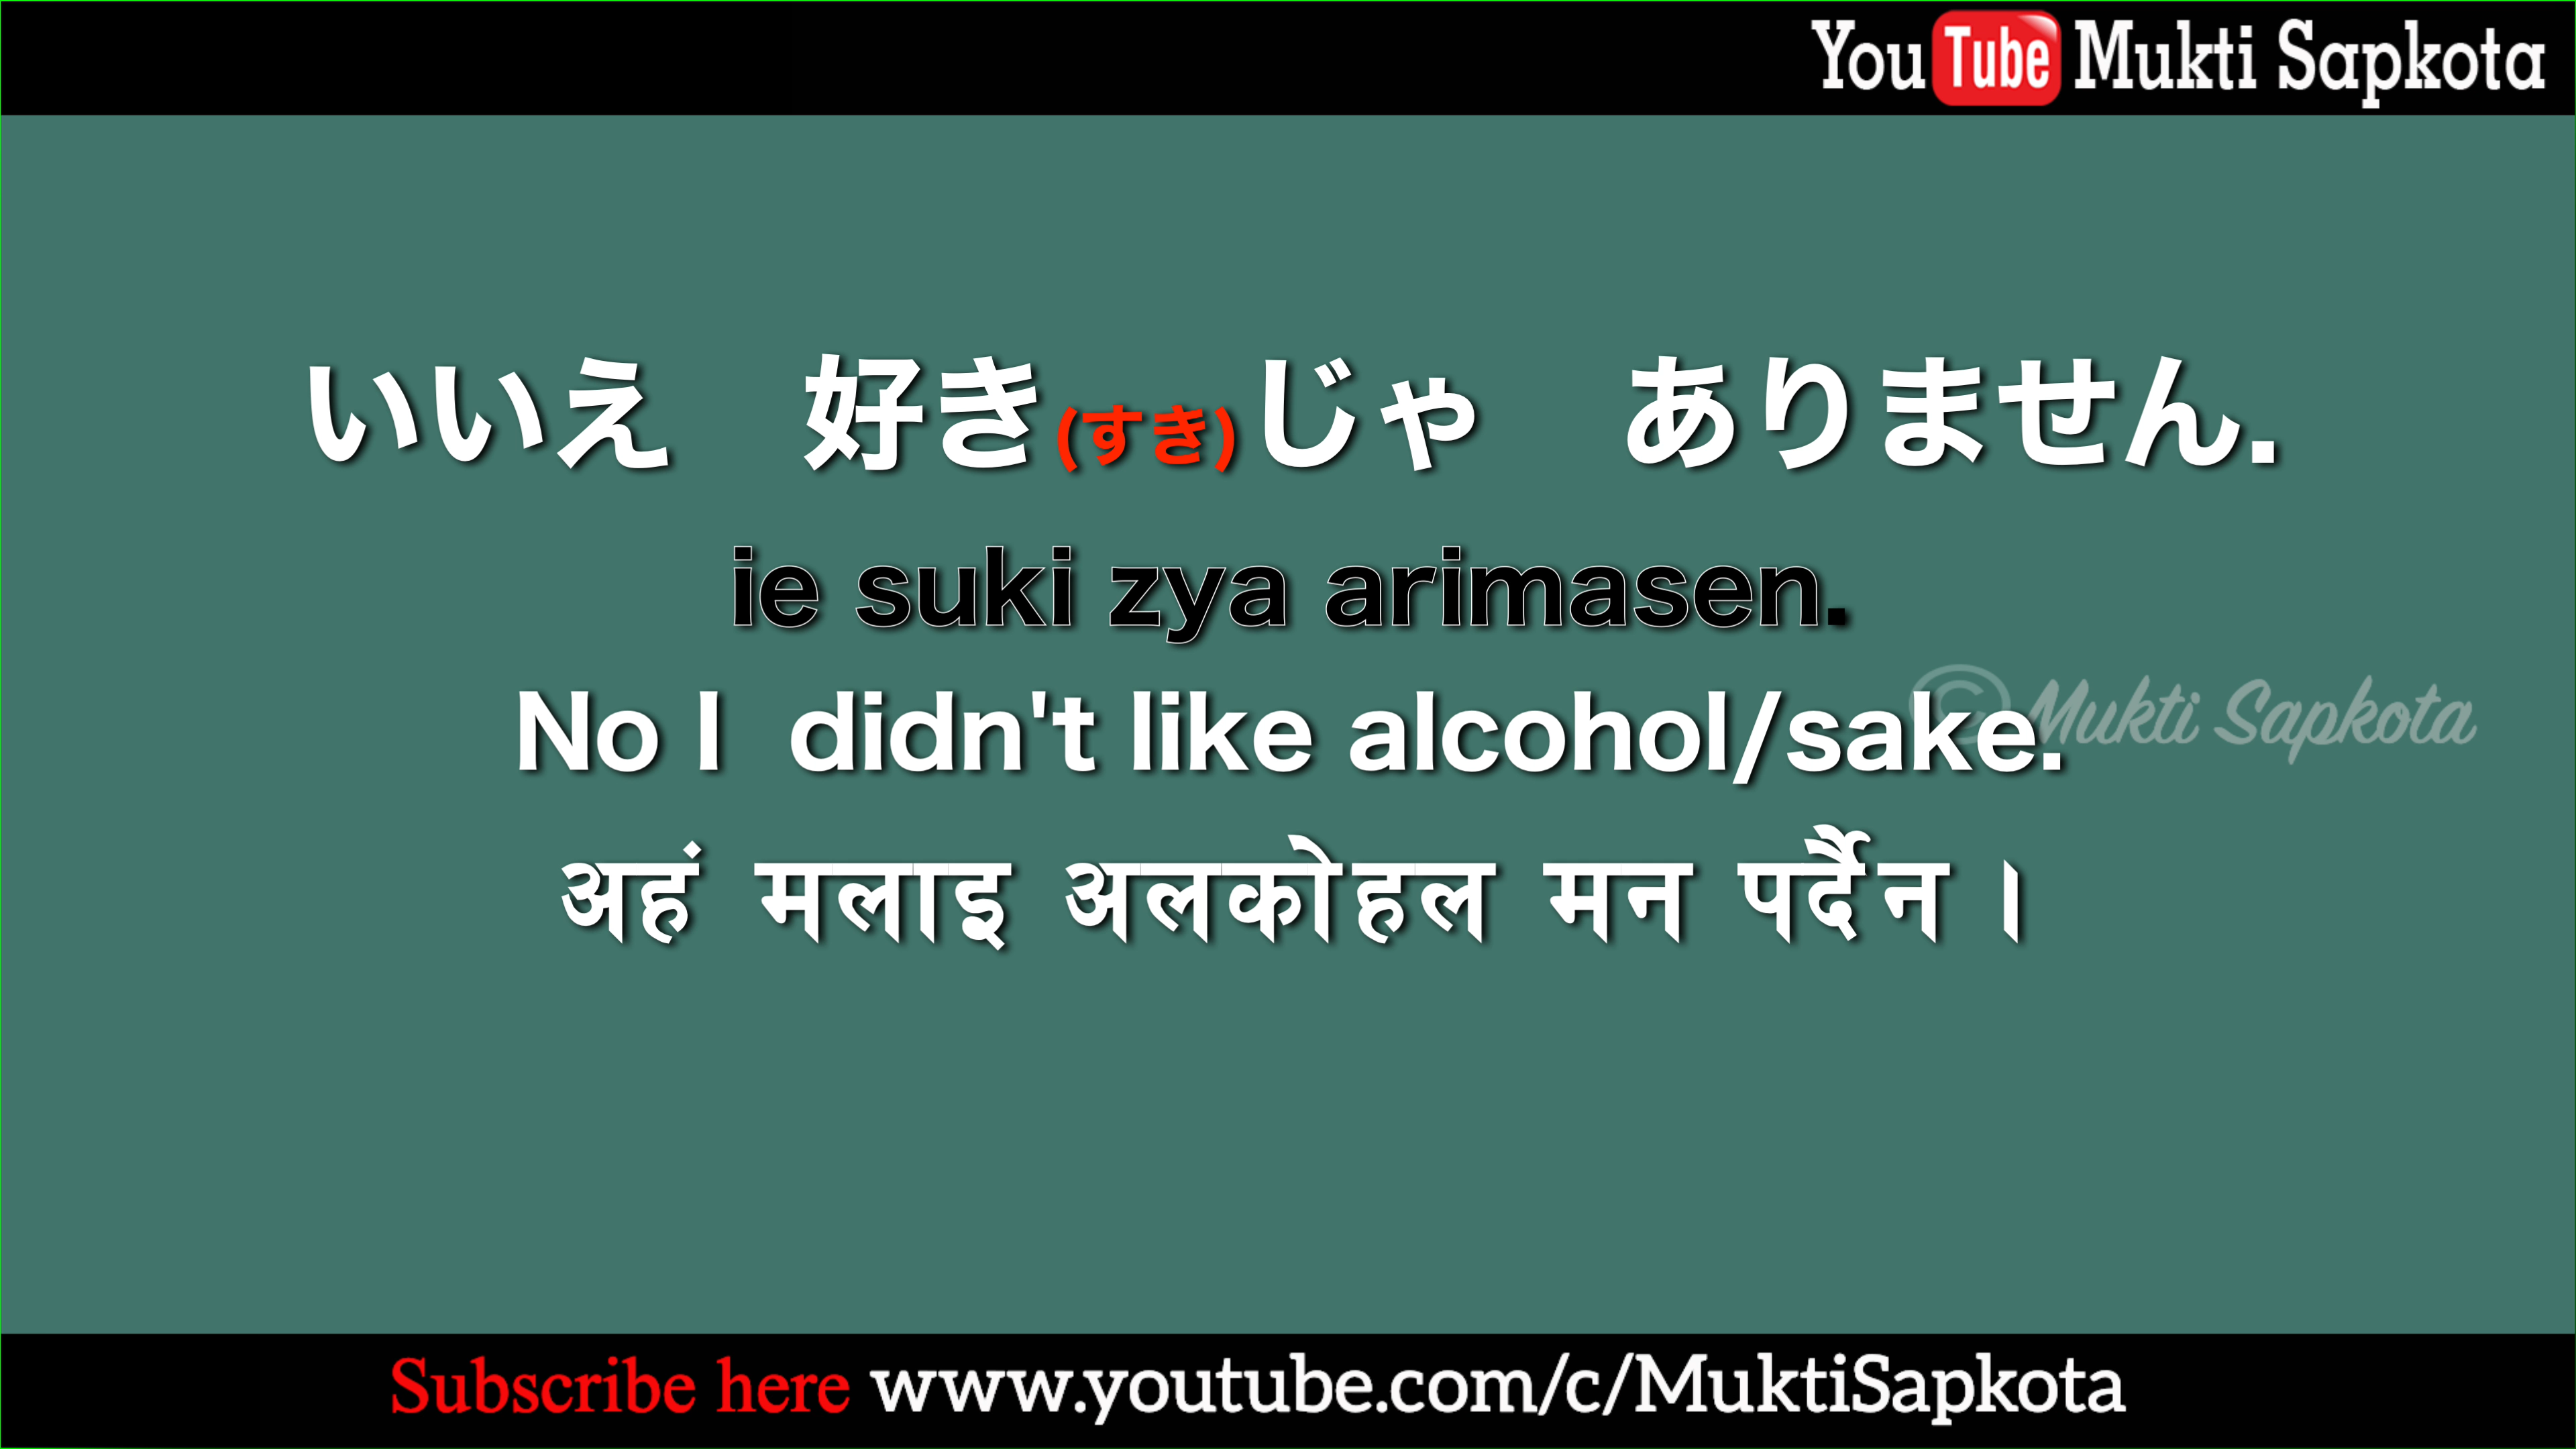 YouTube Mukti Sapkota
いいえ　好き(すき)じゃ　ありません.
ie suki zya arimasen.
No I  didn't like alcohol/sake.
© Mukti Sapkota
अहं मलाइ अलकोहल मन पर्दैन ।
Subscribe here www.youtube.com/c/MuktiSapkota